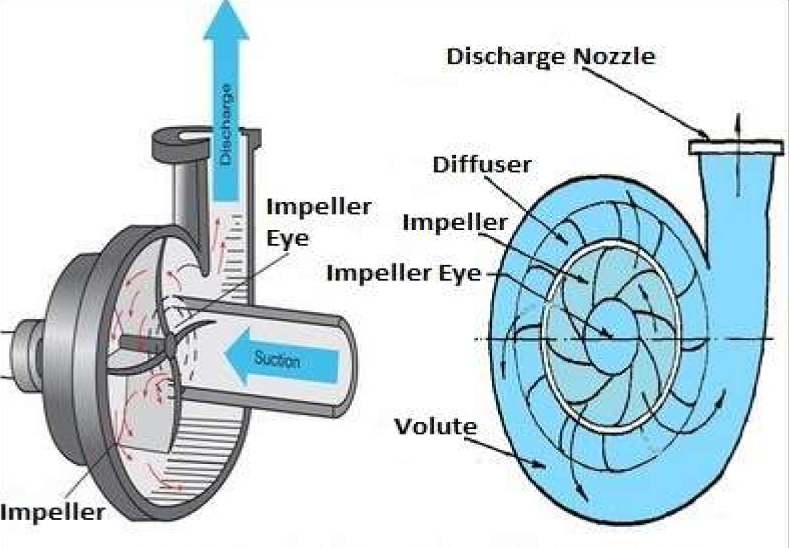 Discharge
Impeller
Eye
Suction
Impeller
Discharge Nozzle
Diffuser
Impeller
Impeller Eye
Volute